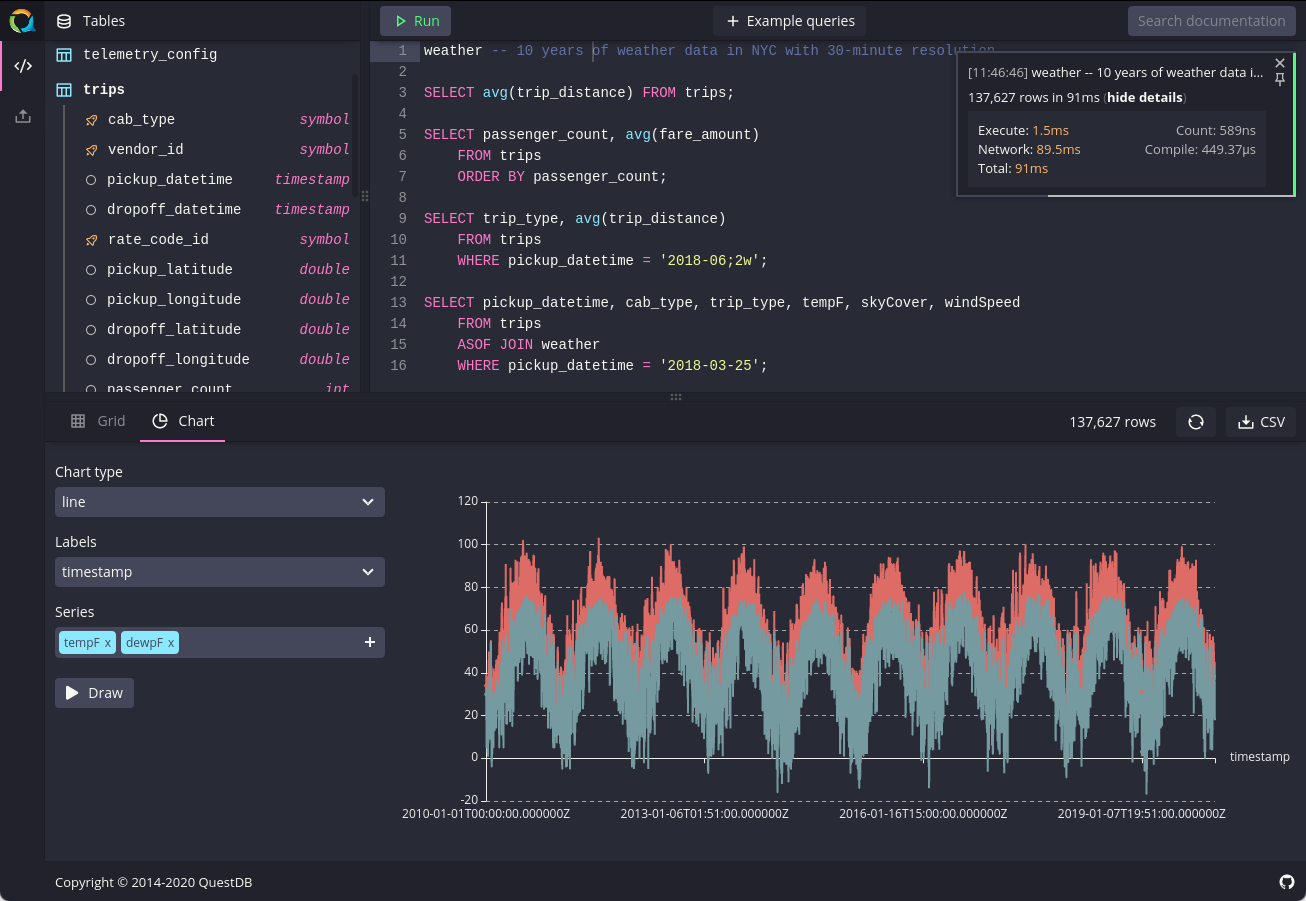 Tables
Run
Example queries
Search documentation
telemetry_config
trips
cab_type symbol
vendor_id symbol
pickup_datetime timestamp
dropoff_datetime timestamp
rate_code_id symbol
pickup_latitude double
pickup_longitude double
dropoff_latitude double
dropoff_longitude double
passenger_count int
1 weather -- 10 years of weather data in NYC with 30-minute resolution
2
3 SELECT avg(trip_distance) FROM trips;
4
5 SELECT passenger_count, avg(fare_amount)
6 FROM trips
7 ORDER BY passenger_count;
8
9 SELECT trip_type, avg(trip_distance)
10 FROM trips
11 WHERE pickup_datetime = '2018-06;2w';
12
13 SELECT pickup_datetime, cab_type, trip_type, tempF, skyCover, windSpeed
14 FROM trips
15 ASOF JOIN weather
16 WHERE pickup_datetime = '2018-03-25';
[11:46:46] weather -- 10 years of weather data i...
137,627 rows in 91ms (hide details)
Execute: 1.5ms Count: 589ns
Network: 89.5ms Compile: 449.37µs
Total: 91ms
Grid
Chart
137,627 rows
CSV
Chart type
line
Labels
timestamp
Series
tempF x dewpF x +
Draw
120
100
80
60
40
20
0
-20
timestamp
2010-01-01T00:00:00.000000Z 2013-01-06T01:51:00.000000Z 2016-01-16T15:00:00.000000Z 2019-01-07T19:51:00.000000Z
Copyright © 2014-2020 QuestDB